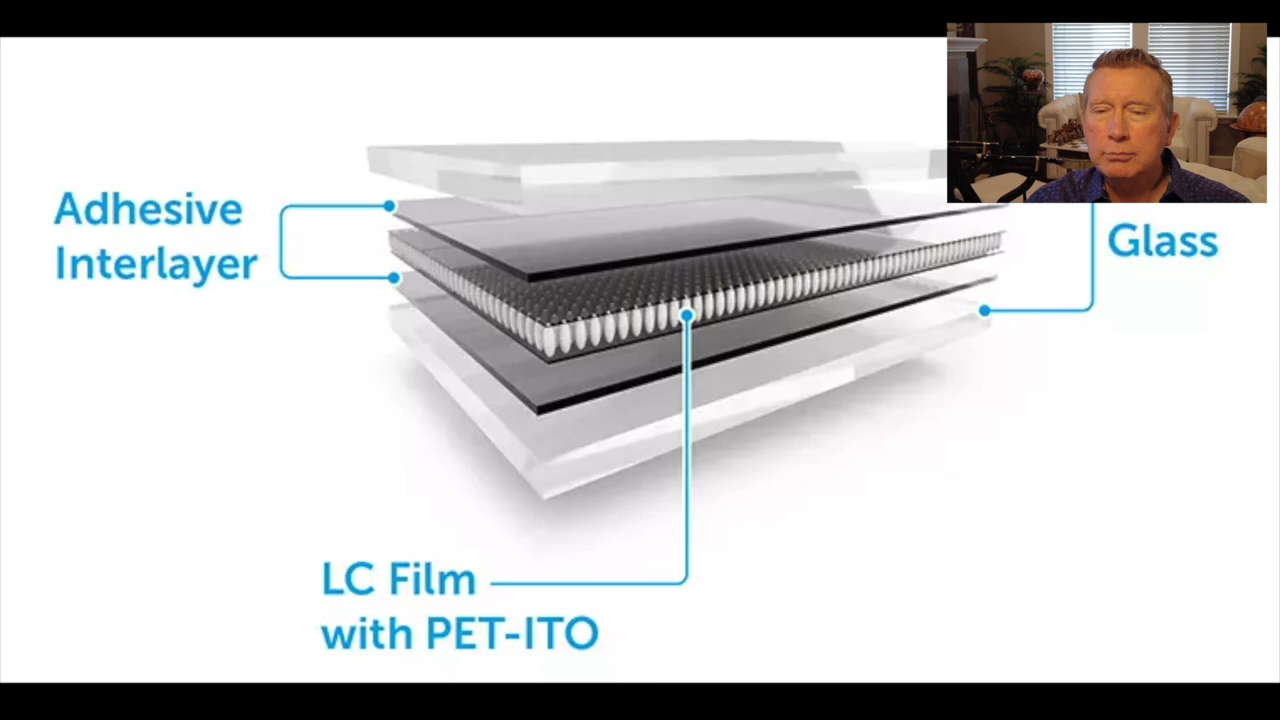 Adhesive
Interlayer
Glass
LC Film
with PET-ITO